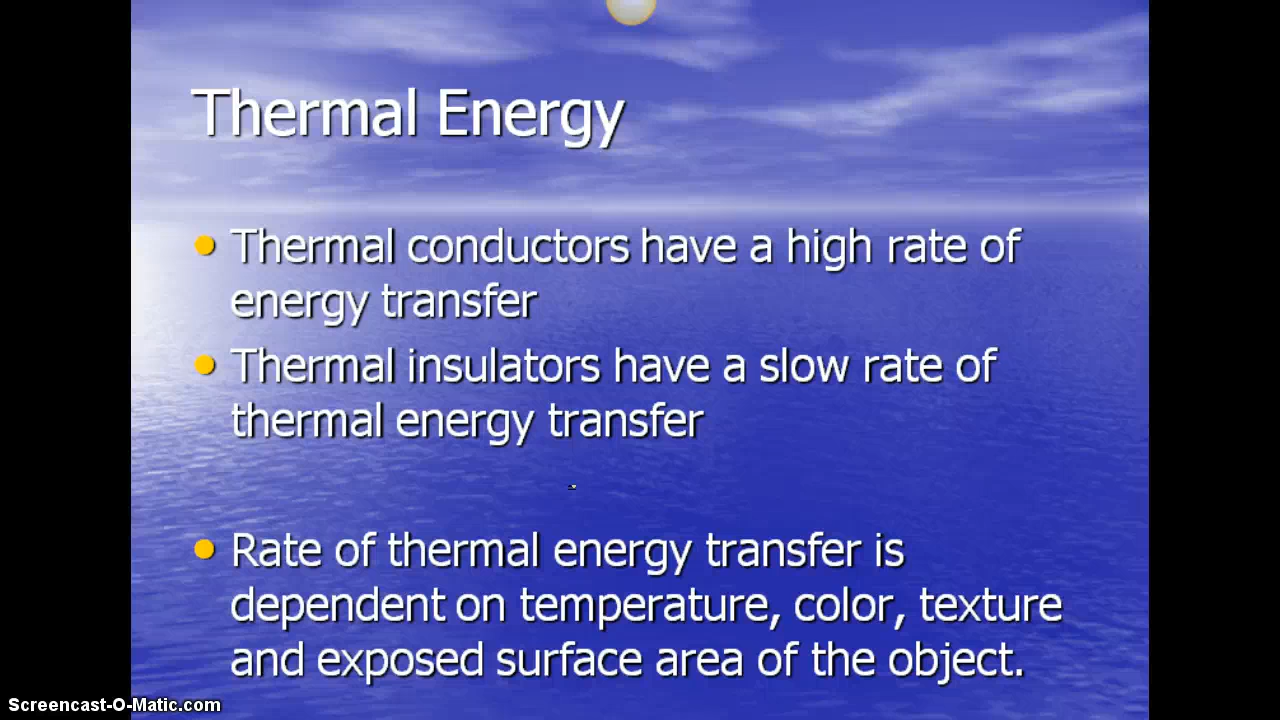 Thermal Energy
• Thermal conductors have a high rate of
energy transfer
• Thermal insulators have a slow rate of
thermal energy transfer
• Rate of thermal energy transfer is
dependent on temperature, color, texture
and exposed surface area of the object.
Screencast-O-Matic.com